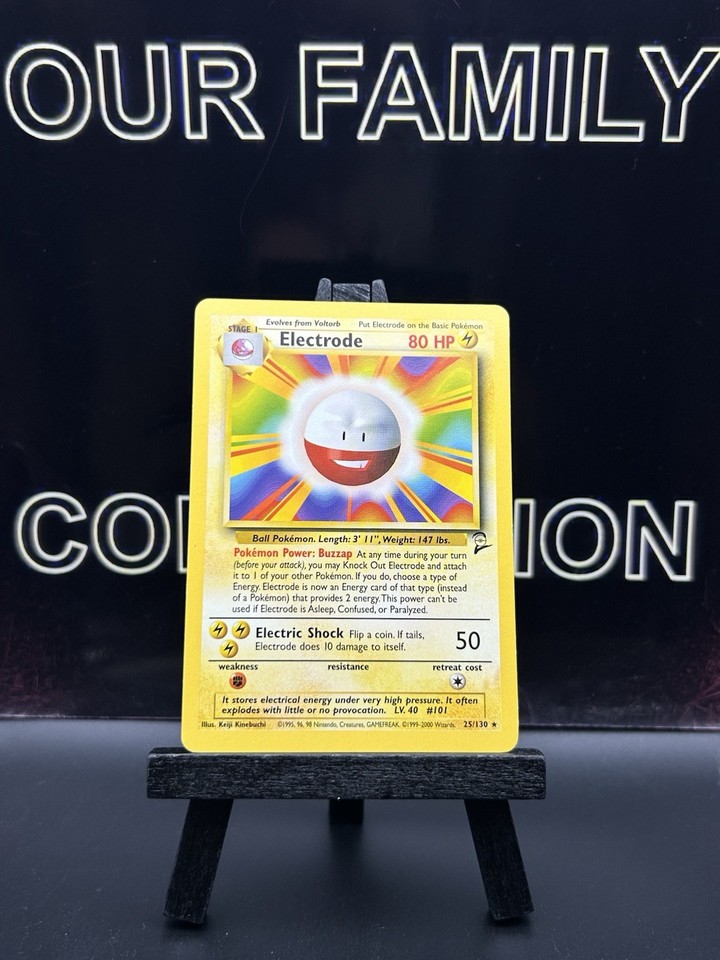 OUR FAMILY
STAGE 1 Evolves from Voltorb Put Electrode on the Basic Pokémon
Electrode 80 HP
Ball Pokémon. Length: 3' 11", Weight: 147 lbs.
Pokémon Power: Buzzap At any time during your turn
(before your attack), you may Knock Out Electrode and attach
it to 1 of your other Pokémon. If you do, choose a type of
Energy. Electrode is now an Energy card of that type (instead
of a Pokémon) that provides 2 energy. This power can't be
used if Electrode is Asleep, Confused, or Paralyzed.
CO ION
Electric Shock Flip a coin. If tails,
Electrode does 10 damage to itself.
50
weakness resistance retreat cost
It stores electrical energy under very high pressure. It often
explodes with little or no provocation. LV. 40 #101
Illus. Keiji Kinebuchi ©1995, 96, 98 Nintendo, Creatures, GAMEFREAK. ©1999-2000 Wizards. 25/130 ★